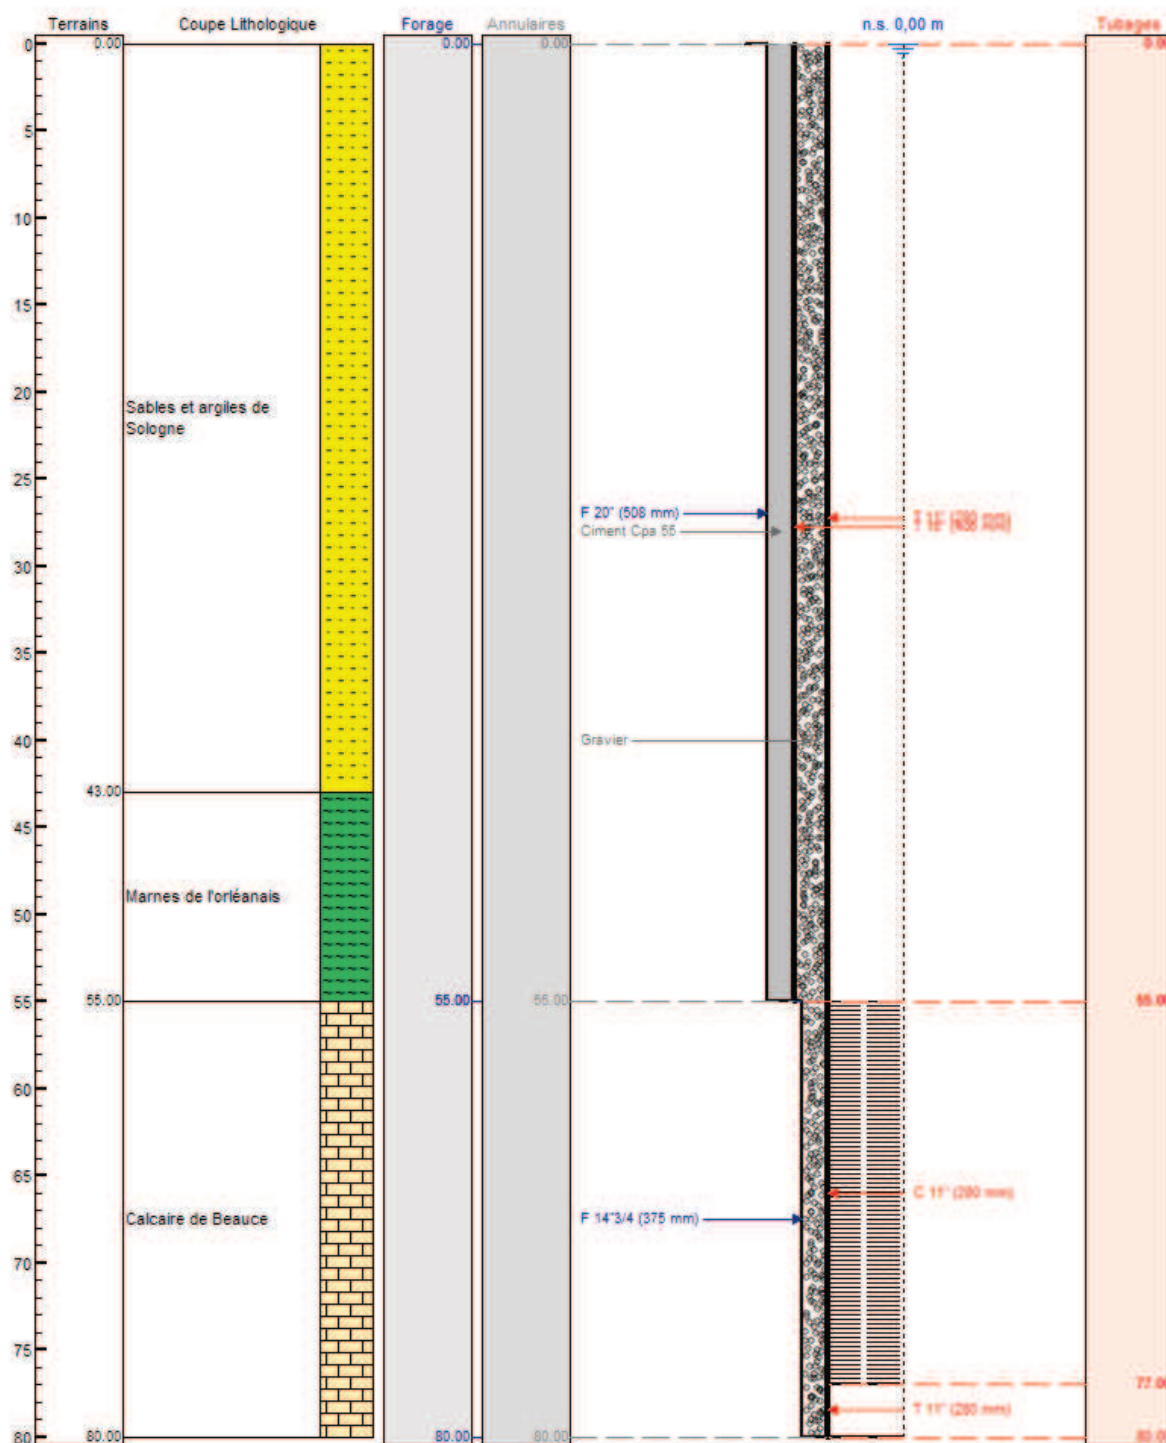 Terrains Coupe Lithologique Forage Annulaires n.s. 0,00 m Tubages
0 0.00 0.00 0.00 0.00
5
10
15
20
Sables et argiles de
Sologne
25
F 20" (508 mm)
Ciment Cpa 55
30
35
40
Gravier
43.00
45
Marnes de l'orléanais
50
55 55.00 55.00 55.00 55.00
60
65
C 11" (280 mm)
Calcaire de Beauce
F 14"3/4 (375 mm)
70
75
77.00
T 11" (280 mm)
80 80.00 80.00 80.00 80.00